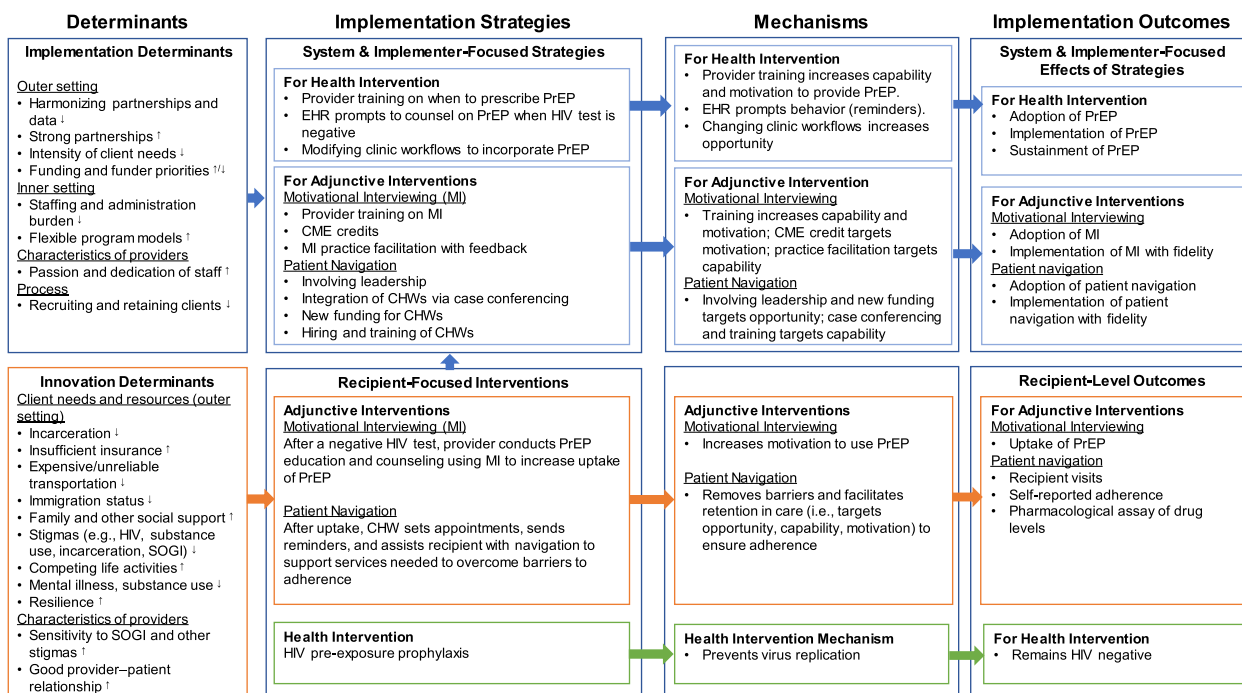 Determinants
Implementation Strategies
Mechanisms
Implementation Outcomes
Implementation Determinants
Outer setting
• Harmonizing partnerships and
data ↓
• Strong partnerships ↑
• Intensity of client needs ↓
• Funding and funder priorities ↑/↓
Inner setting
• Staffing and administration
burden ↓
• Flexible program models ↑
Characteristics of providers
• Passion and dedication of staff ↑
Process
• Recruiting and retaining clients ↓
System & Implementer-Focused Strategies
For Health Intervention
• Provider training on when to prescribe PrEP
• EHR prompts to counsel on PrEP when HIV test is
negative
• Modifying clinic workflows to incorporate PrEP
For Adjunctive Interventions
Motivational Interviewing (MI)
• Provider training on MI
• CME credits
• MI practice facilitation with feedback
Patient Navigation
• Involving leadership
• Integration of CHWs via case conferencing
• New funding for CHWs
• Hiring and training of CHWs
For Health Intervention
• Provider training increases capability
and motivation to provide PrEP.
• EHR prompts behavior (reminders).
• Changing clinic workflows increases
opportunity
For Adjunctive Intervention
Motivational Interviewing
• Training increases capability and
motivation; CME credit targets
motivation; practice facilitation targets
capability
Patient Navigation
• Involving leadership and new funding
targets opportunity; case conferencing
and training targets capability
System & Implementer-Focused
Effects of Strategies
For Health Intervention
• Adoption of PrEP
• Implementation of PrEP
• Sustainment of PrEP
For Adjunctive Interventions
Motivational Interviewing
• Adoption of MI
• Implementation of MI with fidelity
Patient navigation
• Adoption of patient navigation
• Implementation of patient
navigation with fidelity
Innovation Determinants
Client needs and resources (outer
setting)
• Incarceration ↓
• Insufficient insurance ↑
• Expensive/unreliable
transportation ↓
• Immigration status ↓
• Family and other social support ↑
• Stigmas (e.g., HIV, substance
use, incarceration, SOGI) ↓
• Competing life activities ↑
• Mental illness, substance use ↓
• Resilience ↑
Characteristics of providers
• Sensitivity to SOGI and other
stigmas ↑
• Good provider–patient
relationship ↑
Recipient-Focused Interventions
Adjunctive Interventions
Motivational Interviewing (MI)
After a negative HIV test, provider conducts PrEP
education and counseling using MI to increase uptake
of PrEP
Patient Navigation
After uptake, CHW sets appointments, sends
reminders, and assists recipient with navigation to
support services needed to overcome barriers to
adherence
Health Intervention
HIV pre-exposure prophylaxis
Adjunctive Interventions
Motivational Interviewing
• Increases motivation to use PrEP
Patient Navigation
• Removes barriers and facilitates
retention in care (i.e., targets
opportunity, capability, motivation) to
ensure adherence
Health Intervention Mechanism
• Prevents virus replication
Recipient-Level Outcomes
For Adjunctive Interventions
Motivational Interviewing
• Uptake of PrEP
Patient navigation
• Recipient visits
• Self-reported adherence
• Pharmacological assay of drug
levels
For Health Intervention
• Remains HIV negative